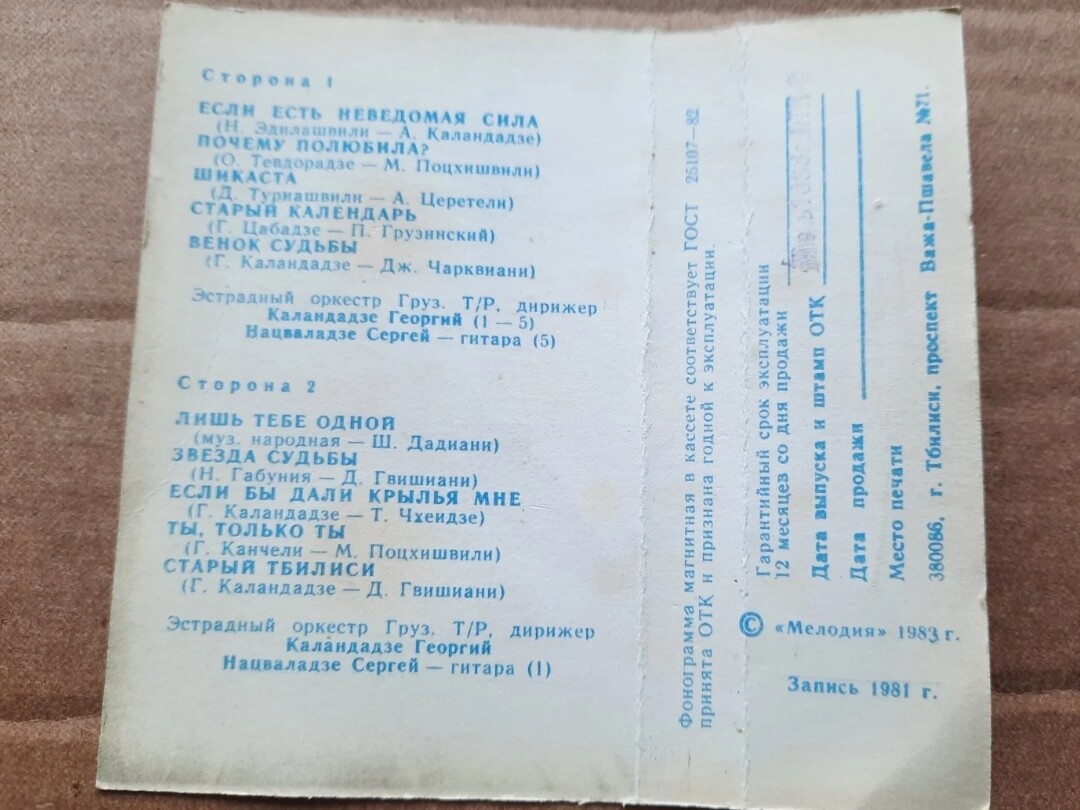 Сторона 1
ЕСЛИ ЕСТЬ НЕВЕДОМАЯ СИЛА
(Н. Эдилашвили — А. Каландадзе)
ПОЧЕМУ ПОЛЮБИЛА?
(О. Тевдорадзе — М. Поцхишвили)
ШИКАСТА
(Д. Турнашвили — А. Церетели)
СТАРЫЙ КАЛЕНДАРЬ
(Г. Цабадзе — П. Грузинский)
ВЕНОК СУДЬБЫ
(Г. Каландадзе — Дж. Чарквиани)
Эстрадный оркестр Груз. Т/Р, дирижер
Каландадзе Георгий (1 — 5)
Нацваладзе Сергей — гитара (5)
Сторона 2
ЛИШЬ ТЕБЕ ОДНОЙ
(муз. народная — Ш. Дадиани)
ЗВЕЗДА СУДЬБЫ
(Н. Габуния — Д. Гвишиани)
ЕСЛИ БЫ ДАЛИ КРЫЛЬЯ МНЕ
(Г. Каландадзе — Т. Чхеидзе)
ТЫ, ТОЛЬКО ТЫ
(Г. Канчели — М. Поцхишвили)
СТАРЫЙ ТБИЛИСИ
(Г. Каландадзе — Д. Гвишиани)
Эстрадный оркестр Груз. Т/Р, дирижер
Каландадзе Георгий
Нацваладзе Сергей — гитара (1)
Фонограмма магнитная в кассете соответствует ГОСТ 25107—82
принята ОТК и признана годной к эксплуатации.
Гарантийный срок эксплуатации
12 месяцев со дня продажи
Дата выпуска и штамп ОТК
Дата продажи
Место печати
380086, г. Тбилиси, проспект Важа-Пшавела №71.
© «Мелодия» 1983 г.
Запись 1981 г.